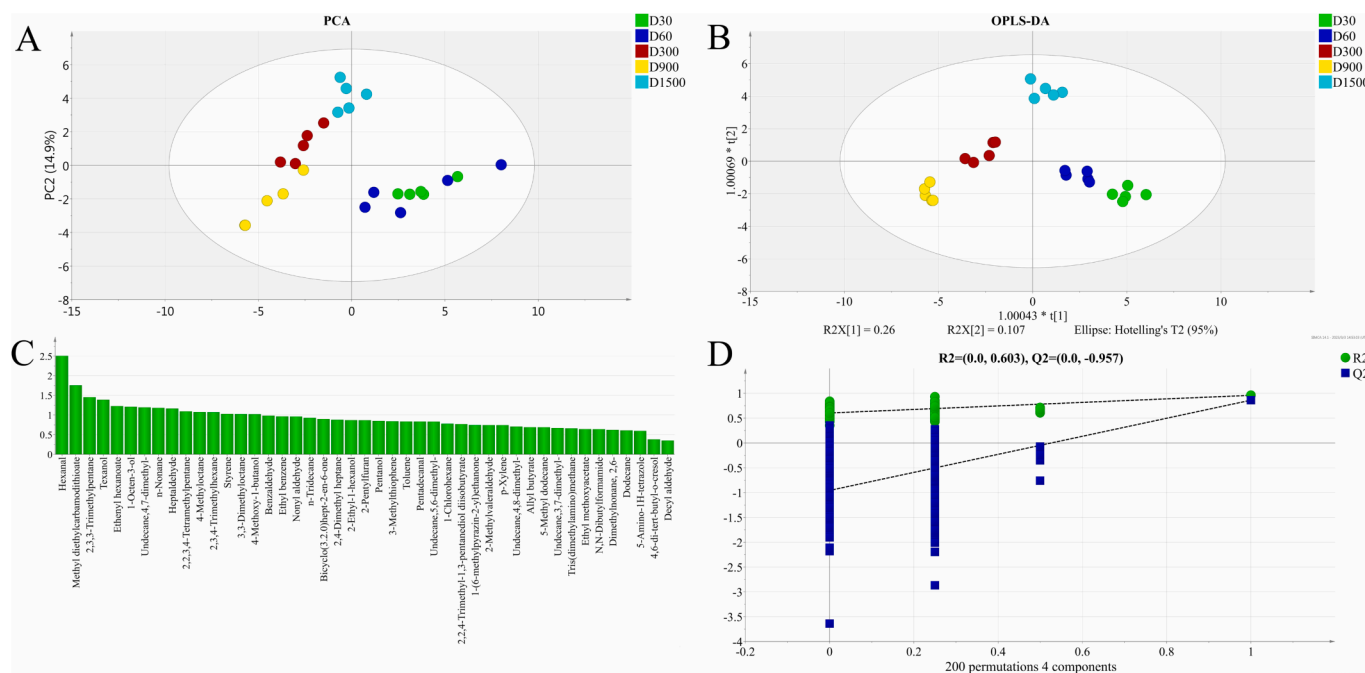 A
PCA
D30
D60
D300
D900
D1500
PC2 (14.9%)
6
4
2
0
-2
-4
-6
-8
-15
-10
-5
0
5
10
B
OPLS-DA
D30
D60
D300
D900
D1500
1.00069 * t[2]
8
6
4
2
0
-2
-4
-6
-8
-15
-10
-5
0
5
10
1.00043 * t[1]
R2X[1] = 0.26
R2X[2] = 0.107
Ellipse: Hotelling's T2 (95%)
C
2.5
2
1.5
1
0.5
0
Hexanal
Methyl diethylcarbamodithioate
2,3,3-Trimethylpentane
Texanol
Ethenyl hexanoate
1-Octen-3-ol
Undecane,4,7-dimethyl-
n-Nonane
Heptaldehyde
2,2,3,4-Tetramethylpentane
4-Methyloctane
2,3,4-Trimethylhexane
Styrene
3,3-Dimethyloctane
4-Methoxy-1-butanol
Benzaldehyde
Ethyl benzene
Nonyl aldehyde
n-Tridecane
Bicyclo(3.2.0)hept-2-en-6-one
2,4-Dimethyl heptane
2-Ethyl-1-hexanol
2-Pentylfuran
Pentanol
3-Methylthiophene
Toluene
Pentadecanal
Undecane,5,6-dimethyl-
1-Chlorohexane
2,2,4-Trimethyl-1,3-pentanediol diisobutyrate
1-(6-methylpyrazin-2-yl)ethanone
2-Methylvaleraldehyde
p-Xylene
Undecane,4,8-dimethyl-
Allyl butyrate
5-Methyl dodecane
Undecane,3,7-dimethyl-
Tris(dimethylamino)methane
Ethyl methoxyacetate
N,N-Dibutylformamide
Dimethylnonane, 2,6-
Dodecane
5-Amino-1H-tetrazole
4,6-di-tert-butyl-o-cresol
Decyl aldehyde
D
R2=(0.0, 0.603), Q2=(0.0, -0.957)
R2
Q2
1.5
1
0.5
0
-0.5
-1
-1.5
-2
-2.5
-3
-3.5
-4
-0.2
0
0.2
0.4
0.6
0.8
1
200 permutations 4 components